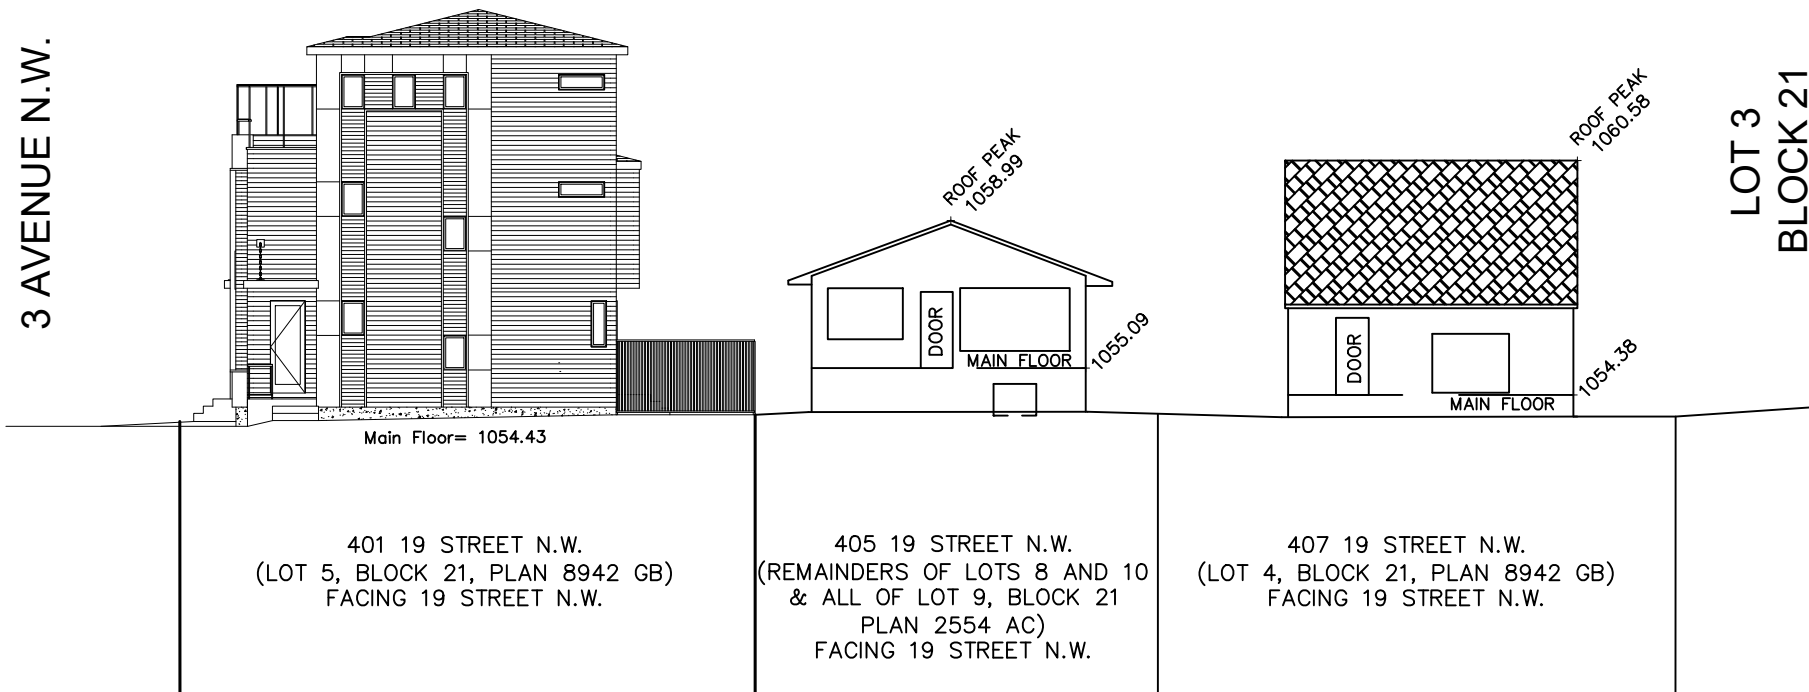 3 AVENUE N.W.
Main Floor= 1054.43
401 19 STREET N.W.
(LOT 5, BLOCK 21, PLAN 8942 GB)
FACING 19 STREET N.W.
ROOF PEAK
1058.99
DOOR
MAIN FLOOR
1055.09
405 19 STREET N.W.
(REMAINDERS OF LOTS 8 AND 10
& ALL OF LOT 9, BLOCK 21
PLAN 2554 AC)
FACING 19 STREET N.W.
ROOF PEAK
1060.58
DOOR
MAIN FLOOR
1054.38
407 19 STREET N.W.
(LOT 4, BLOCK 21, PLAN 8942 GB)
FACING 19 STREET N.W.
LOT 3
BLOCK 21